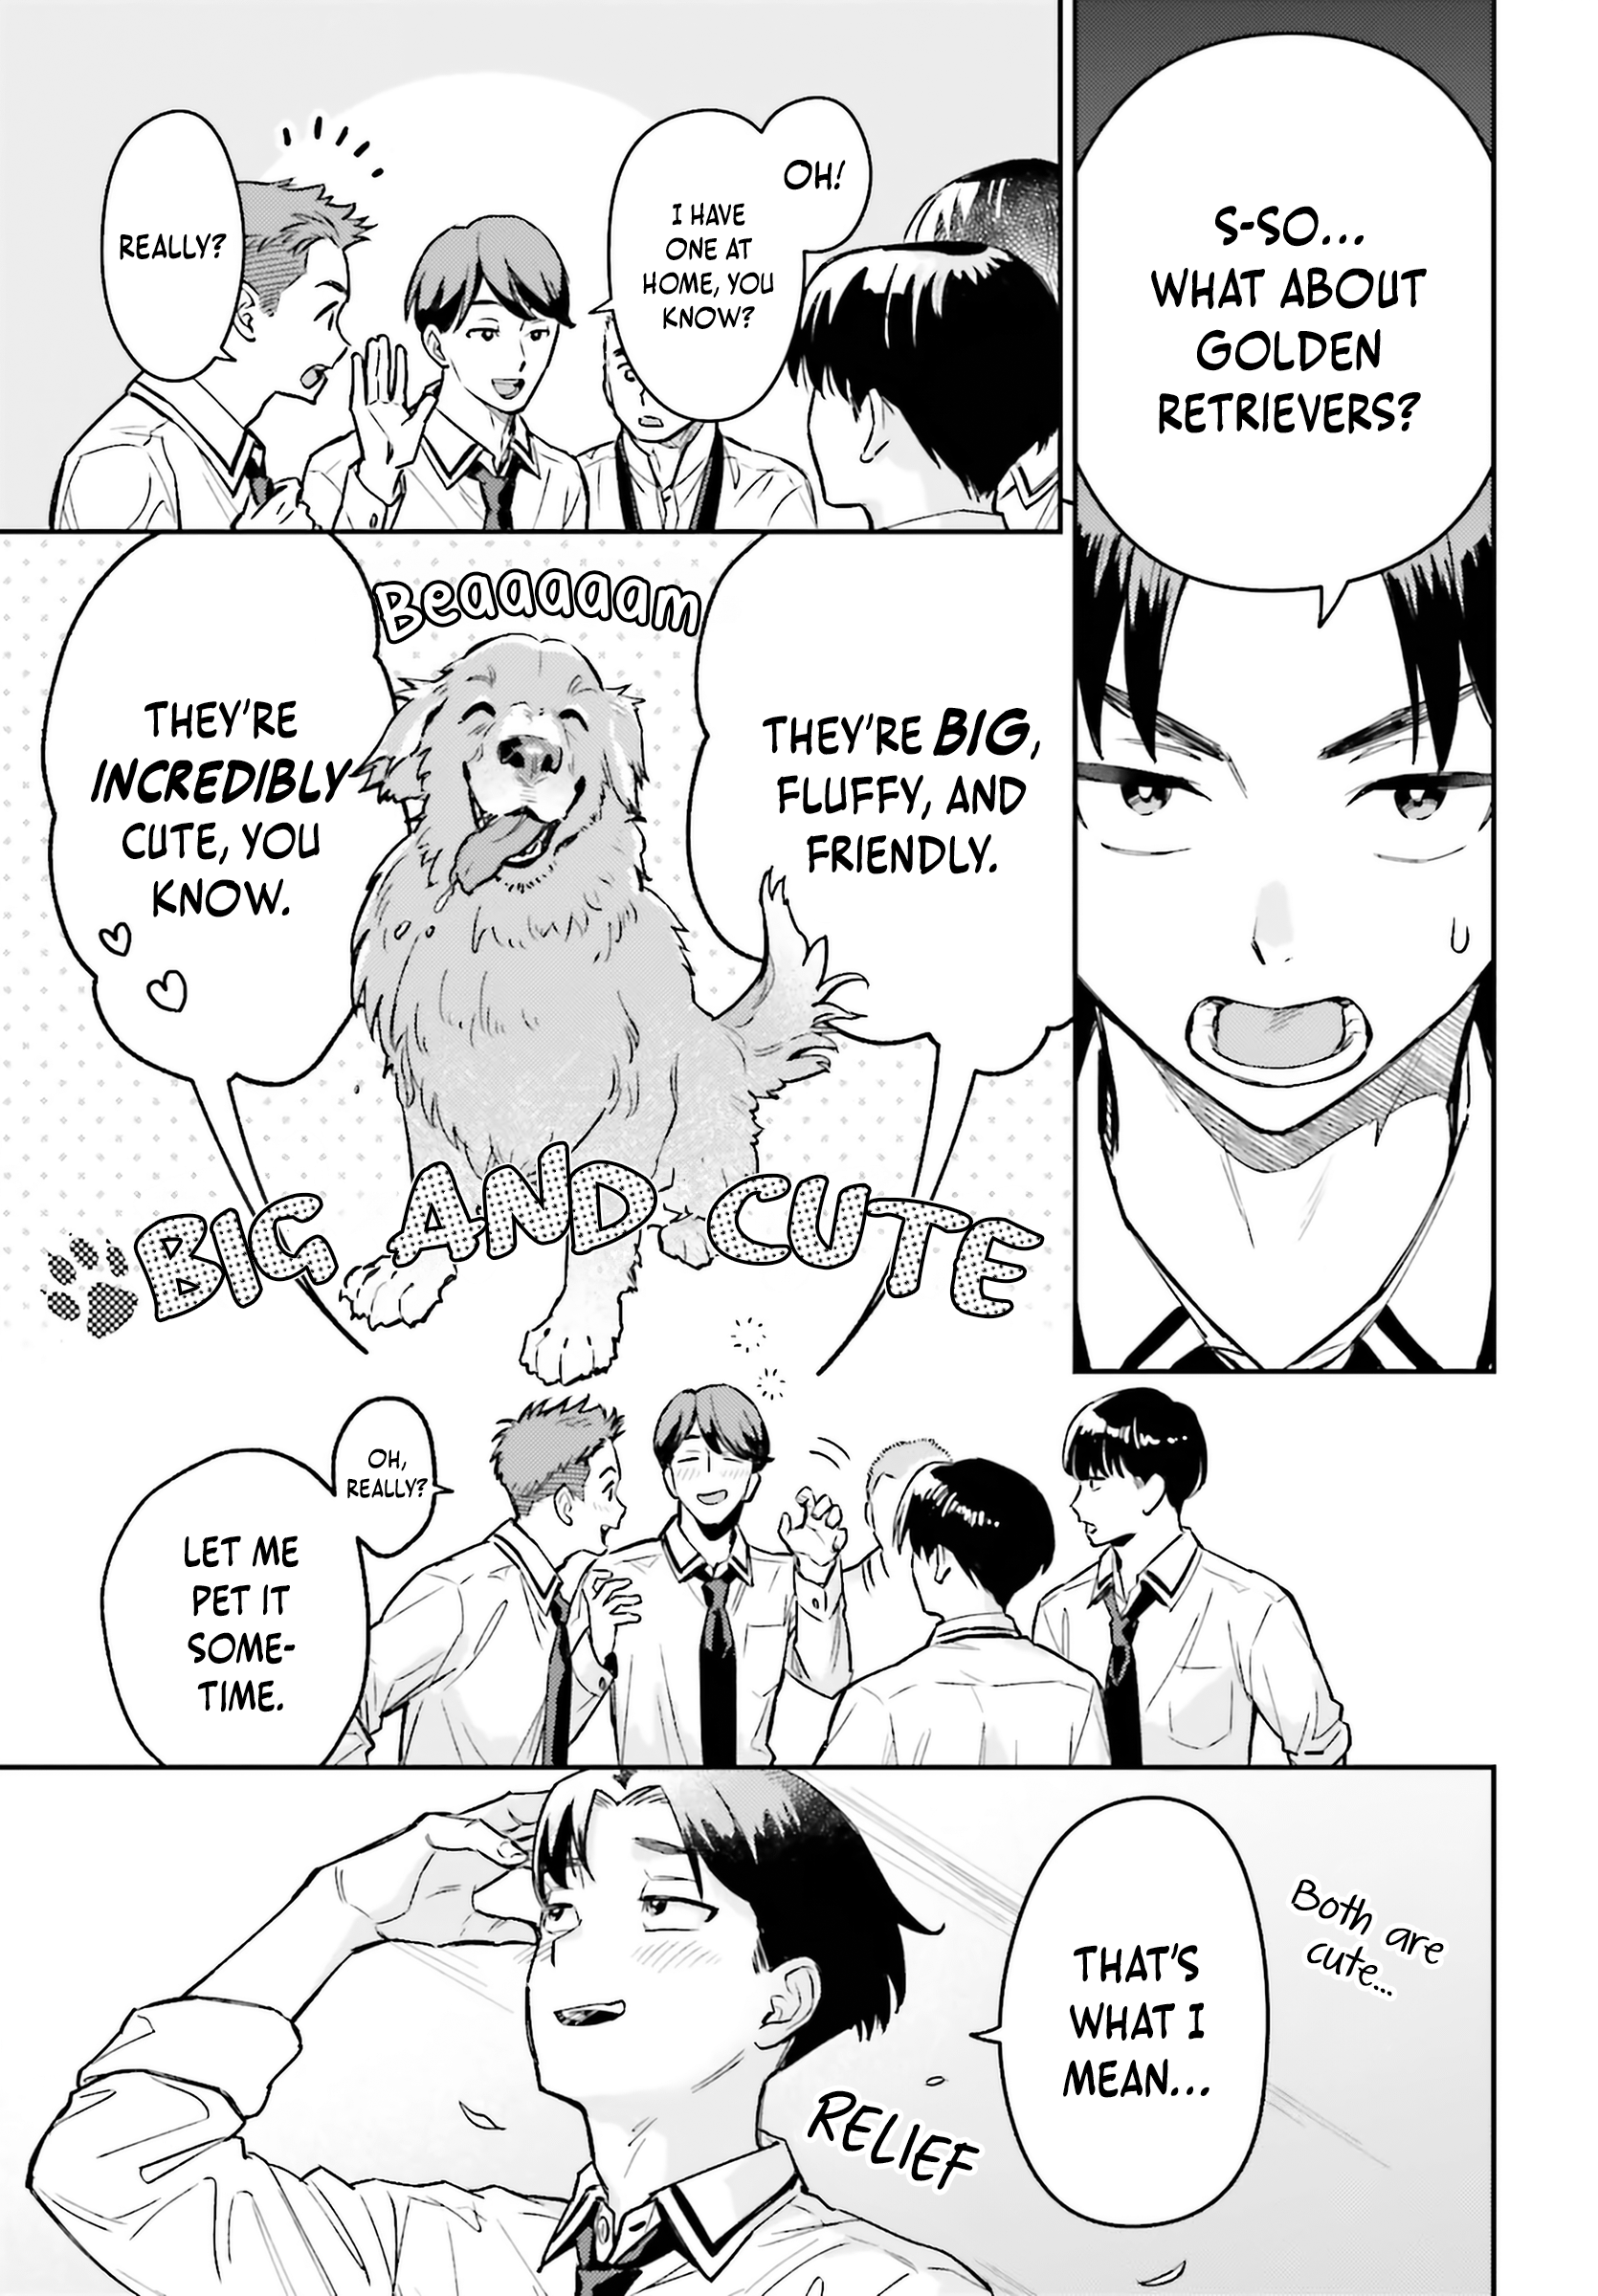 S-SO...
WHAT ABOUT
GOLDEN
RETRIEVERS?
OH!
I HAVE
ONE AT
HOME, YOU
KNOW?
REALLY?
THEY'RE BIG,
FLUFFY, AND
FRIENDLY.
Beaaaaaam
THEY'RE
INCREDIBLY
CUTE, YOU
KNOW.
BIG AND CUTE
OH,
REALLY?
LET ME
PET IT
SOME-
TIME.
Both are
cute...
THAT'S
WHAT I
MEAN...
RELIEF